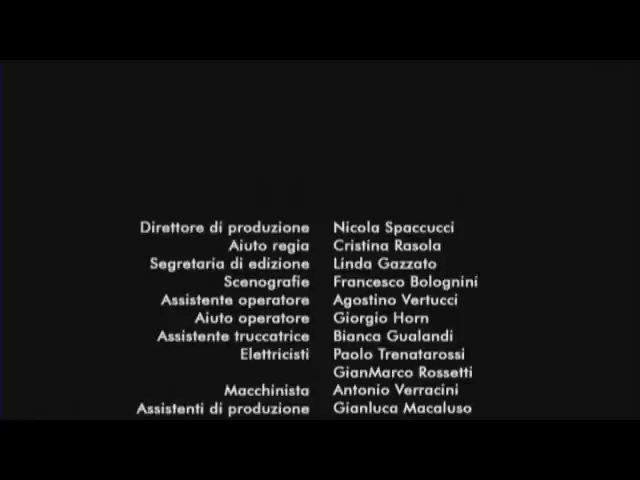 Direttore di produzione Nicola Spaccucci
Aiuto regia Cristina Rasola
Segretaria di edizione Linda Gazzato
Scenografie Francesco Bolognini
Assistente operatore Agostino Vertucci
Aiuto operatore Giorgio Horn
Assistente truccatrice Bianca Gualandi
Elettricisti Paolo Trenatarossi
GianMarco Rossetti
Macchinista Antonio Verracini
Assistenti di produzione Gianluca Macaluso